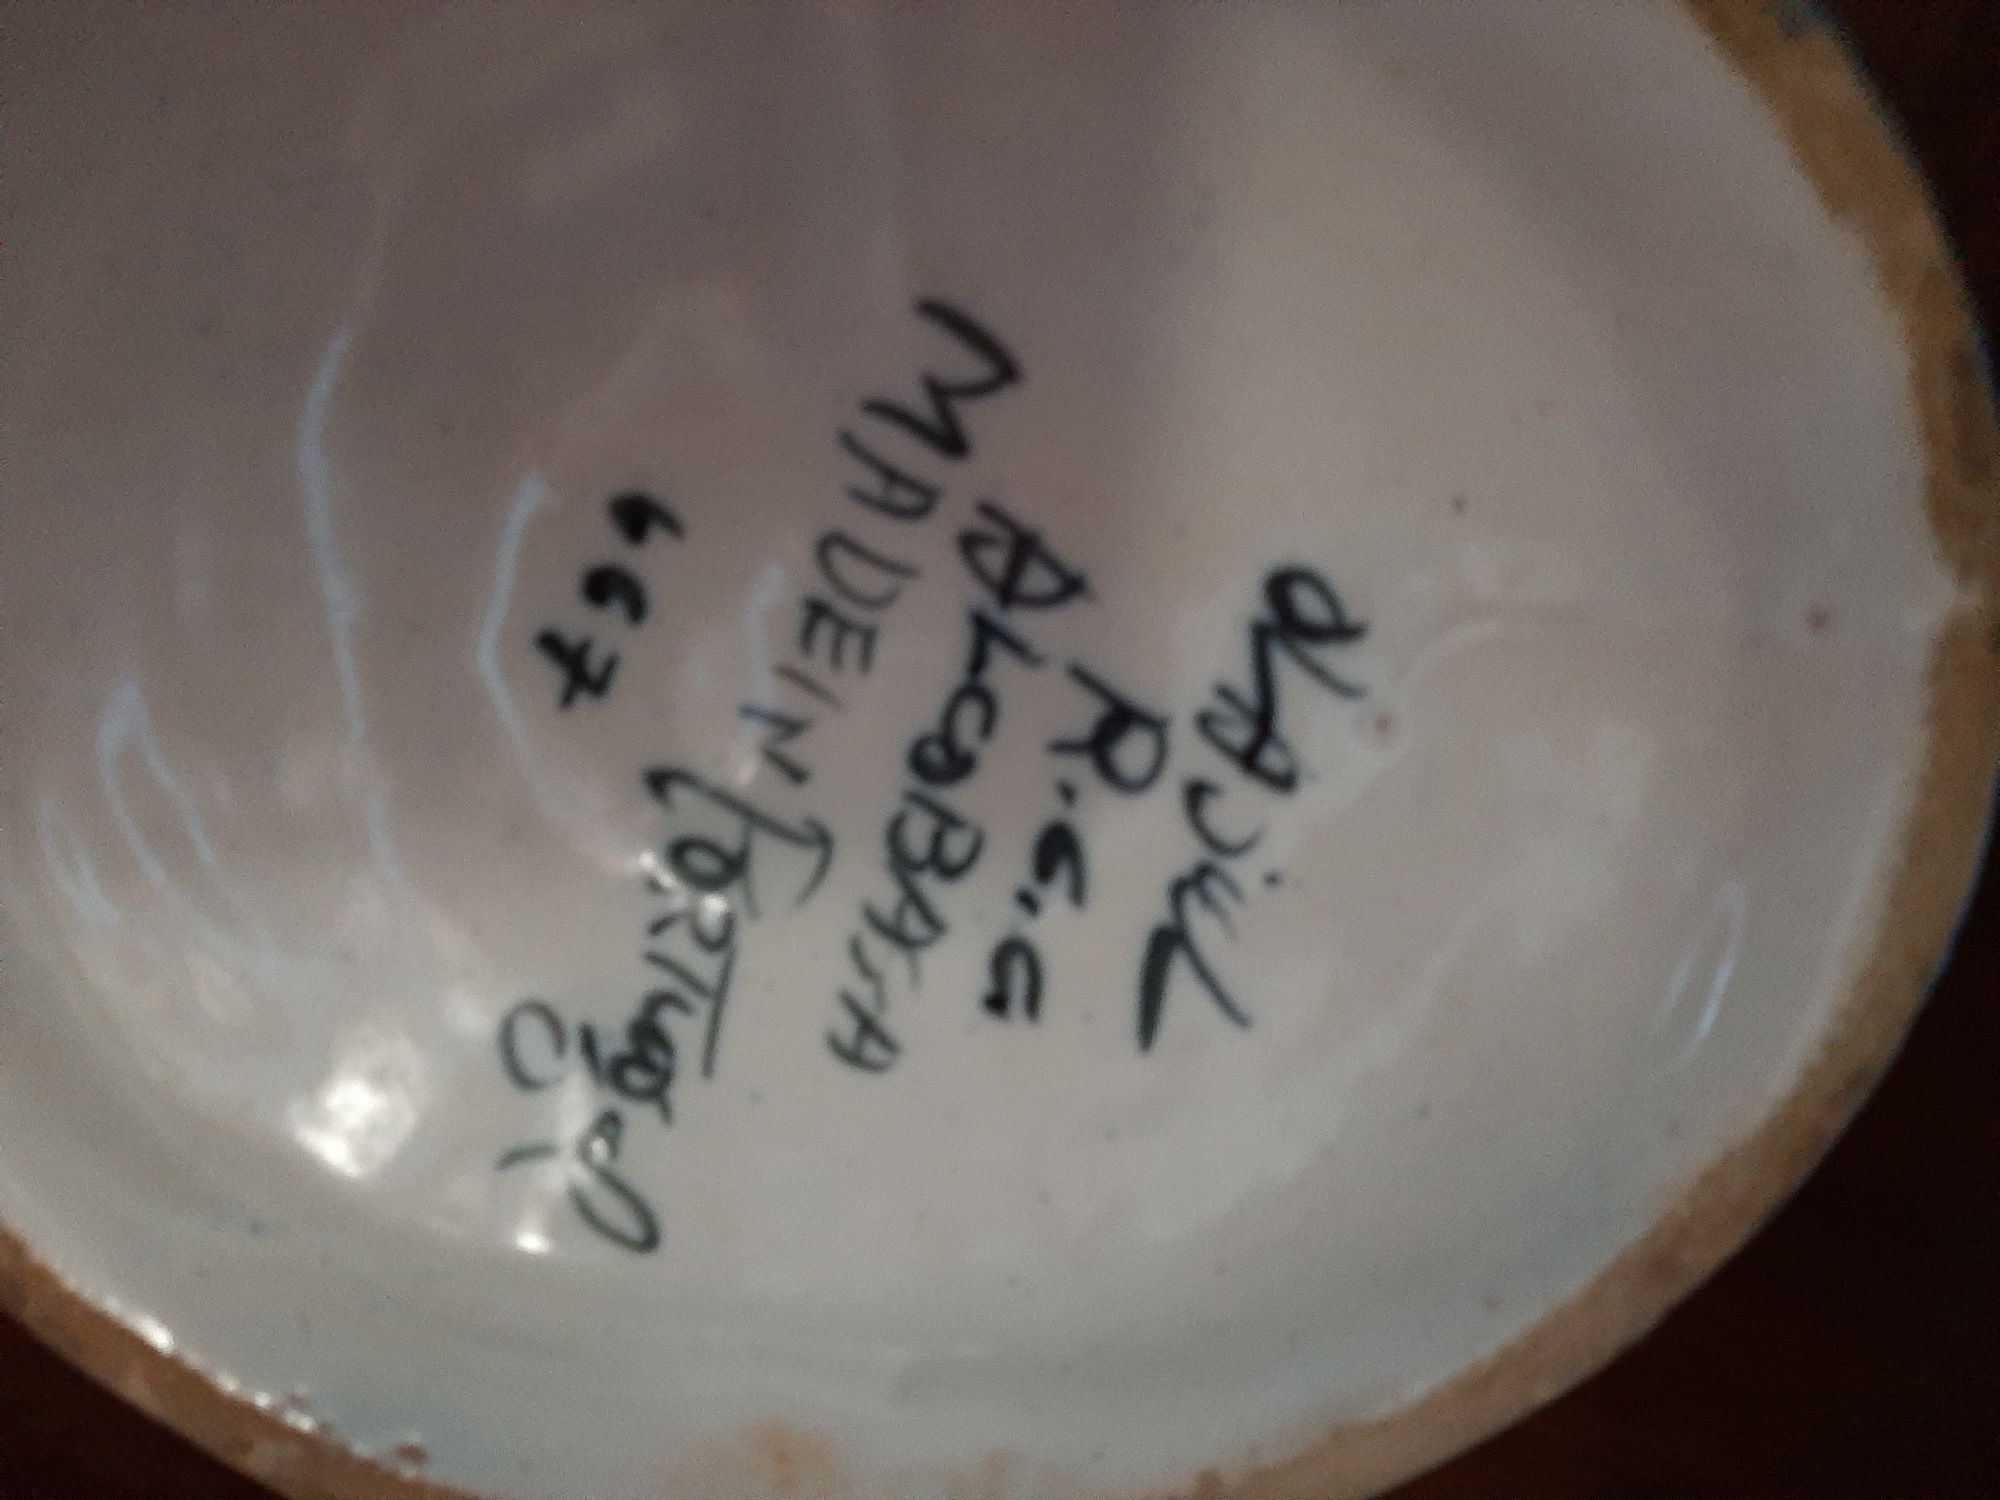 R.C.G
ALCOBAÇA
MADE IN PORTUGAL
667